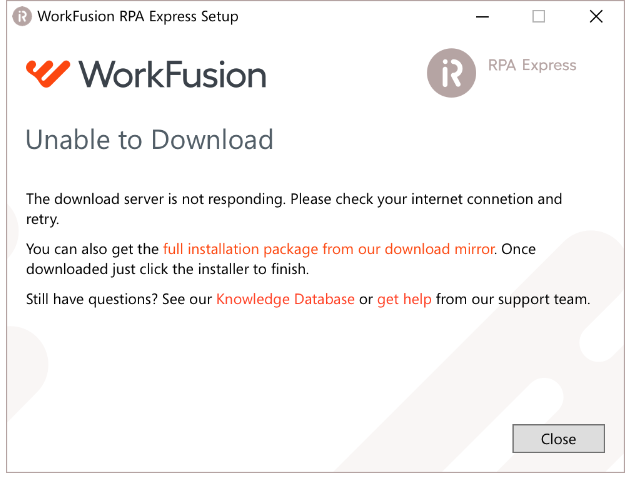 WorkFusion RPA Express Setup
WorkFusion
RPA Express
Unable to Download
The download server is not responding. Please check your internet connetion and
retry.
You can also get the full installation package from our download mirror. Once
downloaded just click the installer to finish.
Still have questions? See our Knowledge Database or get help from our support team.
Close